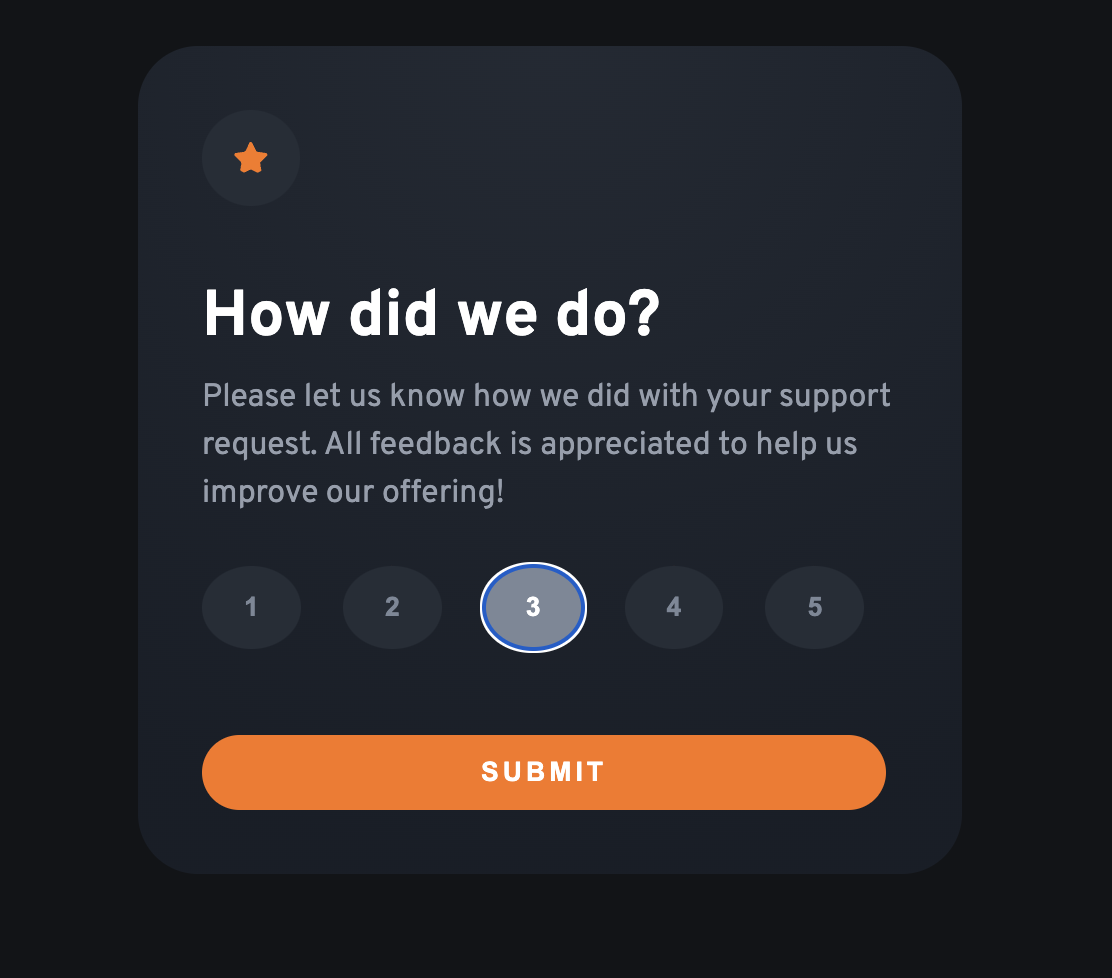 How did we do?
Please let us know how we did with your support
request. All feedback is appreciated to help us
improve our offering!
1 2 3 4 5
SUBMIT